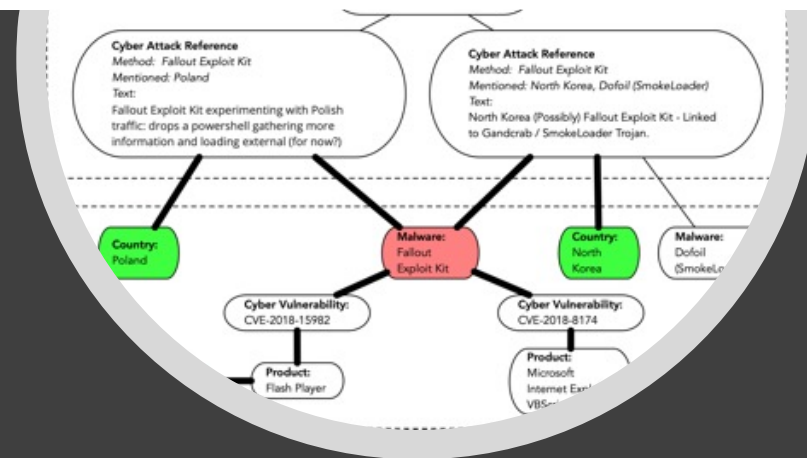 Cyber Attack Reference
Method: Fallout Exploit Kit
Mentioned: Poland
Text:
Fallout Exploit Kit experimenting with Polish
traffic: drops a powershell gathering more
information and loading external (for now?)
Cyber Attack Reference
Method: Fallout Exploit Kit
Mentioned: North Korea, Dofoil (SmokeLoader)
Text:
North Korea (Possibly) Fallout Exploit Kit - Linked
to Gandcrab / SmokeLoader Trojan.
Country:
Poland
Malware:
Fallout
Exploit Kit
Country:
North
Korea
Malware:
Dofoil
Cyber Vulnerability:
CVE-2018-15982
Cyber Vulnerability:
CVE-2018-8174
Product:
Flash Player
Product:
Microsoft
Internet